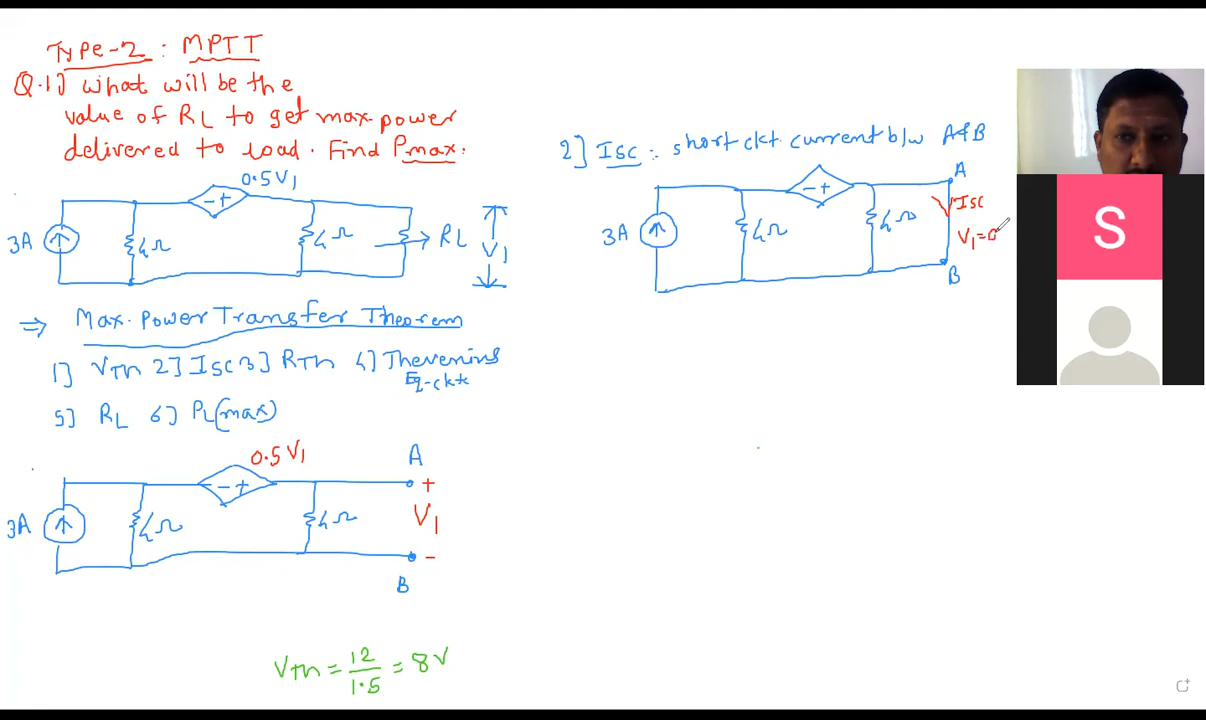 Type-2 : MPTT
Q.1] what will be the
value of RL to get max.power
delivered to load. Find Pmax.
0.5V1
3A
4Ω
4Ω
RL
V1
⇒ Max. Power Transfer Theorem
1] VTh 2] Isc 3] RTh 4] Thevenins
Eq-ckt
5] RL 6] PL(max)
0.5V1
A
3A
4Ω
4Ω
+
V1
-
B
VTh = 12/1.5 = 8V
2] Isc : short ckt. current b/w A&B
A
3A
4Ω
4Ω
Isc
V1=0
B
S